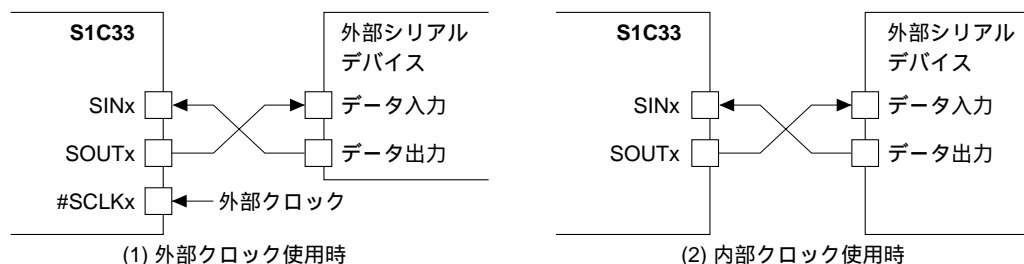 S1C33
外部シリアル
デバイス
SINx
データ入力
SOUTx
データ出力
#SCLKx
外部クロック
(1) 外部クロック使用時
S1C33
外部シリアル
デバイス
SINx
データ入力
SOUTx
データ出力
(2) 内部クロック使用時